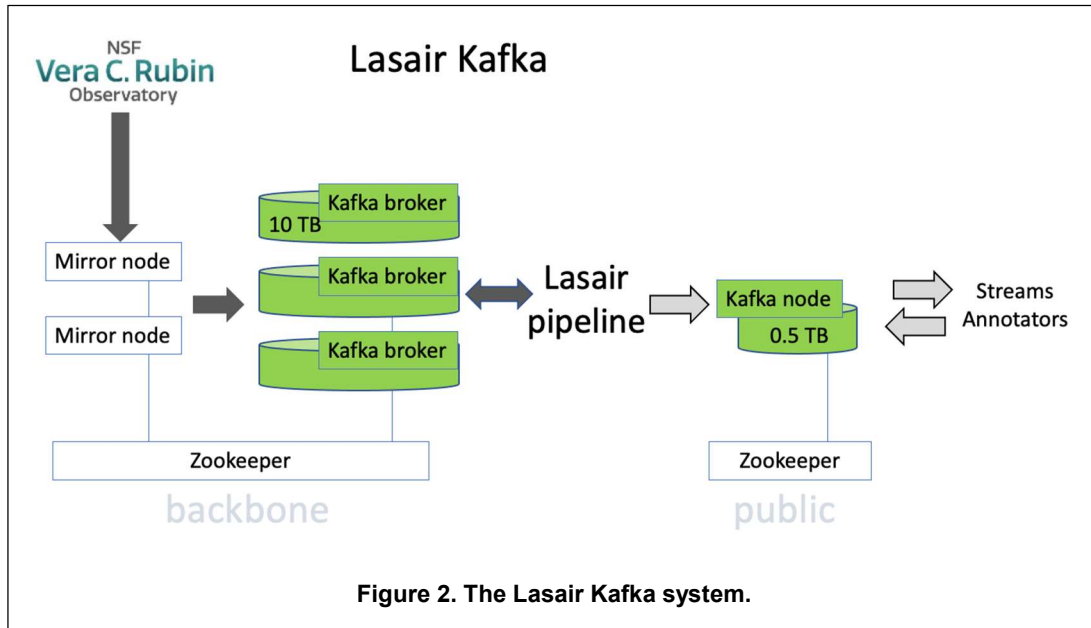 NSF
Vera C. Rubin
Observatory
Lasair Kafka
Mirror node
Mirror node
Kafka broker
10 TB
Kafka broker
Kafka broker
Lasair
pipeline
Kafka node
0.5 TB
Streams
Annotators
Zookeeper
Zookeeper
backbone
public
Figure 2. The Lasair Kafka system.